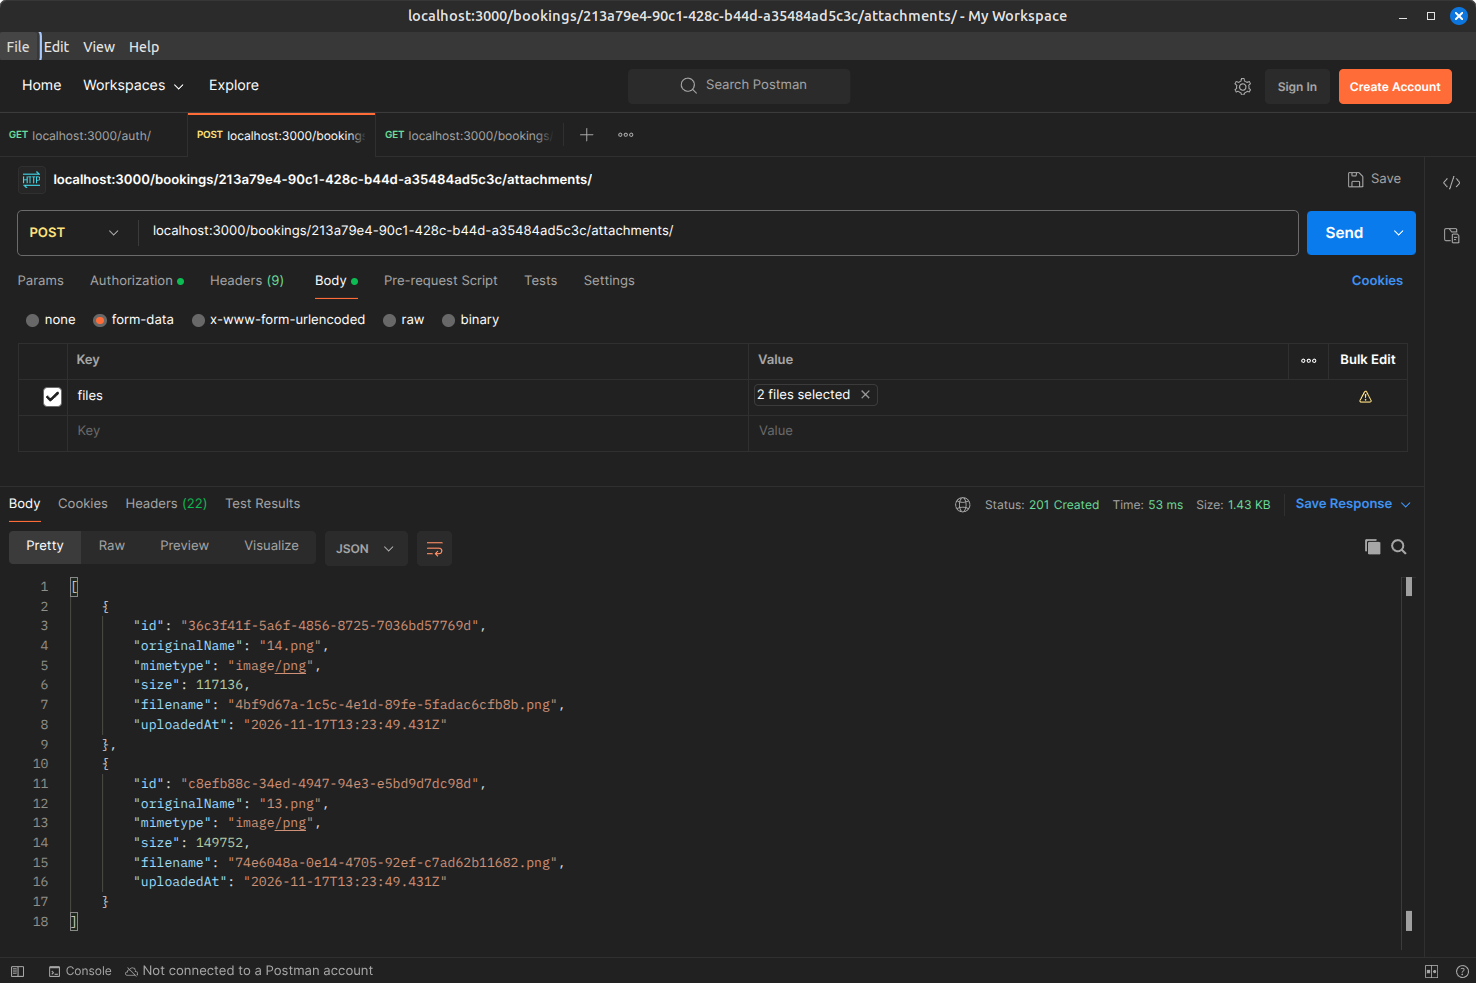 localhost:3000/bookings/213a79e4-90c1-428c-b44d-a35484ad5c3c/attachments/ - My Workspace
File Edit View Help
Home Workspaces Explore Search Postman Sign In Create Account
GET localhost:3000/auth/ POST localhost:3000/booking GET localhost:3000/bookings/
HTTP localhost:3000/bookings/213a79e4-90c1-428c-b44d-a35484ad5c3c/attachments/ Save
POST localhost:3000/bookings/213a79e4-90c1-428c-b44d-a35484ad5c3c/attachments/ Send
Params Authorization Headers (9) Body Pre-request Script Tests Settings Cookies
none form-data x-www-form-urlencoded raw binary
Key Value Bulk Edit
files 2 files selected
Key Value
Body Cookies Headers (22) Test Results Status: 201 Created Time: 53 ms Size: 1.43 KB Save Response
Pretty Raw Preview Visualize JSON
1 [
2 {
3 "id": "36c3f41f-5a6f-4856-8725-7036bd57769d",
4 "originalName": "14.png",
5 "mimetype": "image/png",
6 "size": 117136,
7 "filename": "4bf9d67a-1c5c-4e1d-89fe-5fadac6cfb8b.png",
8 "uploadedAt": "2026-11-17T13:23:49.431Z"
9 },
10 {
11 "id": "c8efb88c-34ed-4947-94e3-e5bd9d7dc98d",
12 "originalName": "13.png",
13 "mimetype": "image/png",
14 "size": 149752,
15 "filename": "74e6048a-0e14-4705-92ef-c7ad62b11682.png",
16 "uploadedAt": "2026-11-17T13:23:49.431Z"
17 }
18 ]
Console Not connected to a Postman account